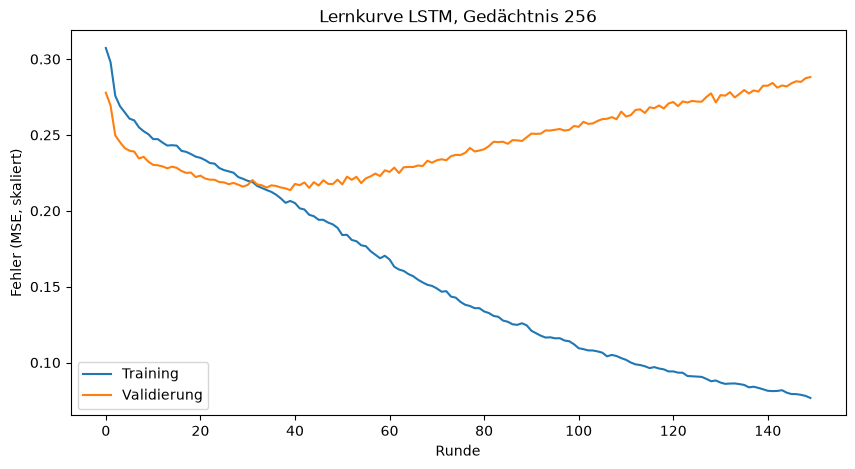 Lernkurve LSTM, Gedächtnis 256
Fehler (MSE, skaliert)
0.30
0.25
0.20
0.15
0.10
Training
Validierung
0 20 40 60 80 100 120 140
Runde